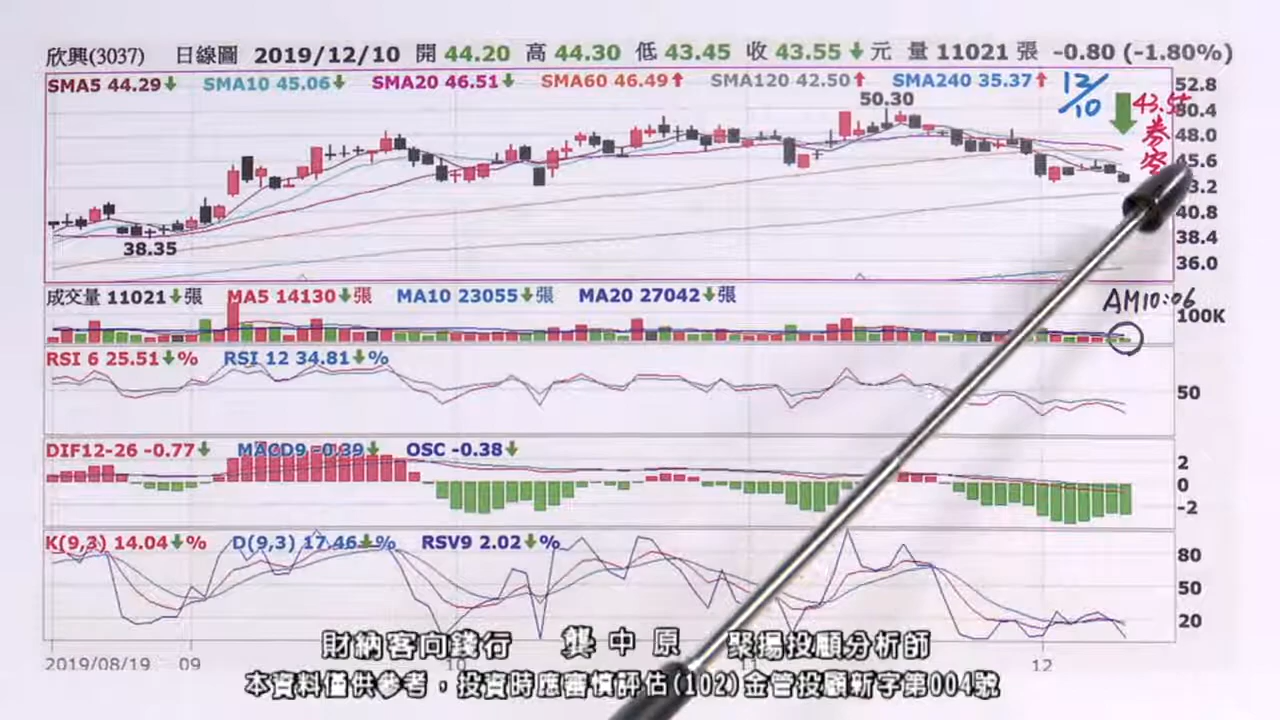 欣興(3037) 日線圖 2019/12/10 開 44.20 高 44.30 低 43.45 收 43.55↓元 量 11021 張 -0.80 (-1.80%)
SMA5 44.29↓ SMA10 45.06↓ SMA20 46.51↓ SMA60 46.49↑ SMA120 42.50↑ SMA240 35.37↑
12/10
43.55
券空
50.30
38.35
52.8
50.4
48.0
45.6
43.2
40.8
38.4
36.0
成交量 11021↓張 MA5 14130↓張 MA10 23055↓張 MA20 27042↓張
AM10:06
100K
RSI 6 25.51↓% RSI 12 34.81↓%
50
DIF12-26 -0.77↓ MACD9 -0.39↓ OSC -0.38↓
2
0
-2
K(9,3) 14.04↓% D(9,3) 17.46↓% RSV9 2.02↓%
80
50
20
2019/08/19 09 10 11 12
財納客向錢行 龔中原 聚揚投顧分析師
本資料僅供參考，投資時應審慎評估(102)金管投顧新字第004號